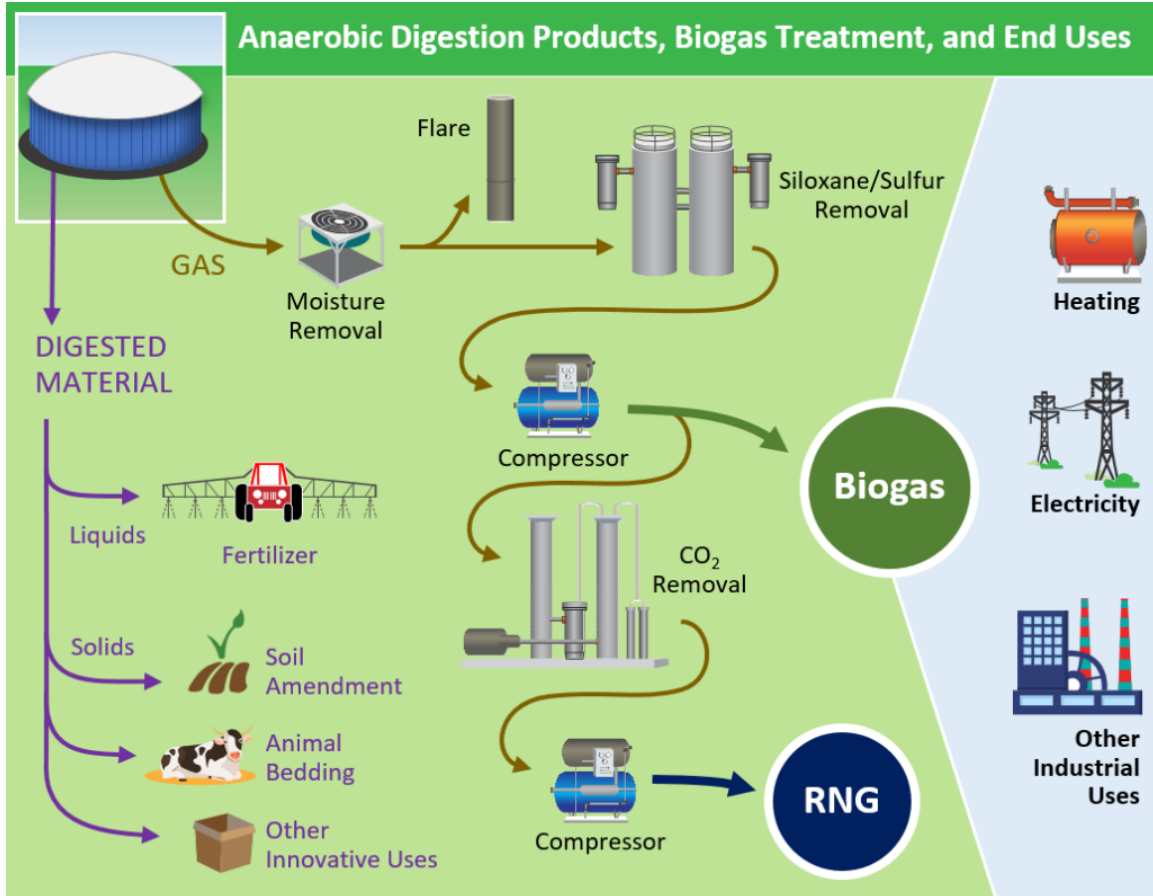 Anaerobic Digestion Products, Biogas Treatment, and End Uses
Flare
Siloxane/Sulfur
Removal
GAS
Moisture
Removal
Heating
DIGESTED
MATERIAL
Compressor
Biogas
Electricity
Liquids
Fertilizer
CO₂
Removal
Solids
Soil
Amendment
Animal
Bedding
Other
Industrial
Uses
RNG
Other
Innovative Uses
Compressor